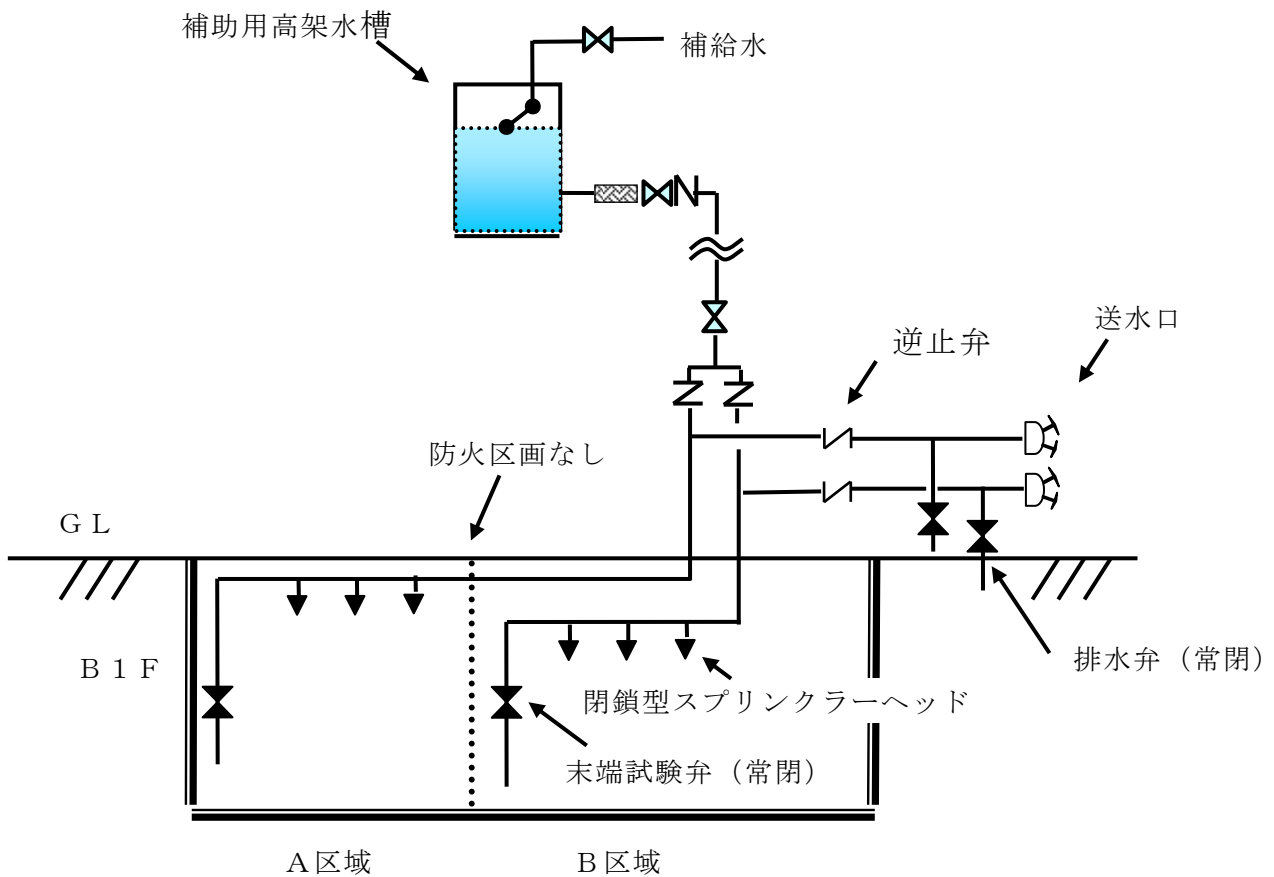 補助用高架水槽
補給水
送水口
逆止弁
防火区画なし
GL
B1F
排水弁(常閉)
閉鎖型スプリンクラーヘッド
末端試験弁(常閉)
A区域
B区域